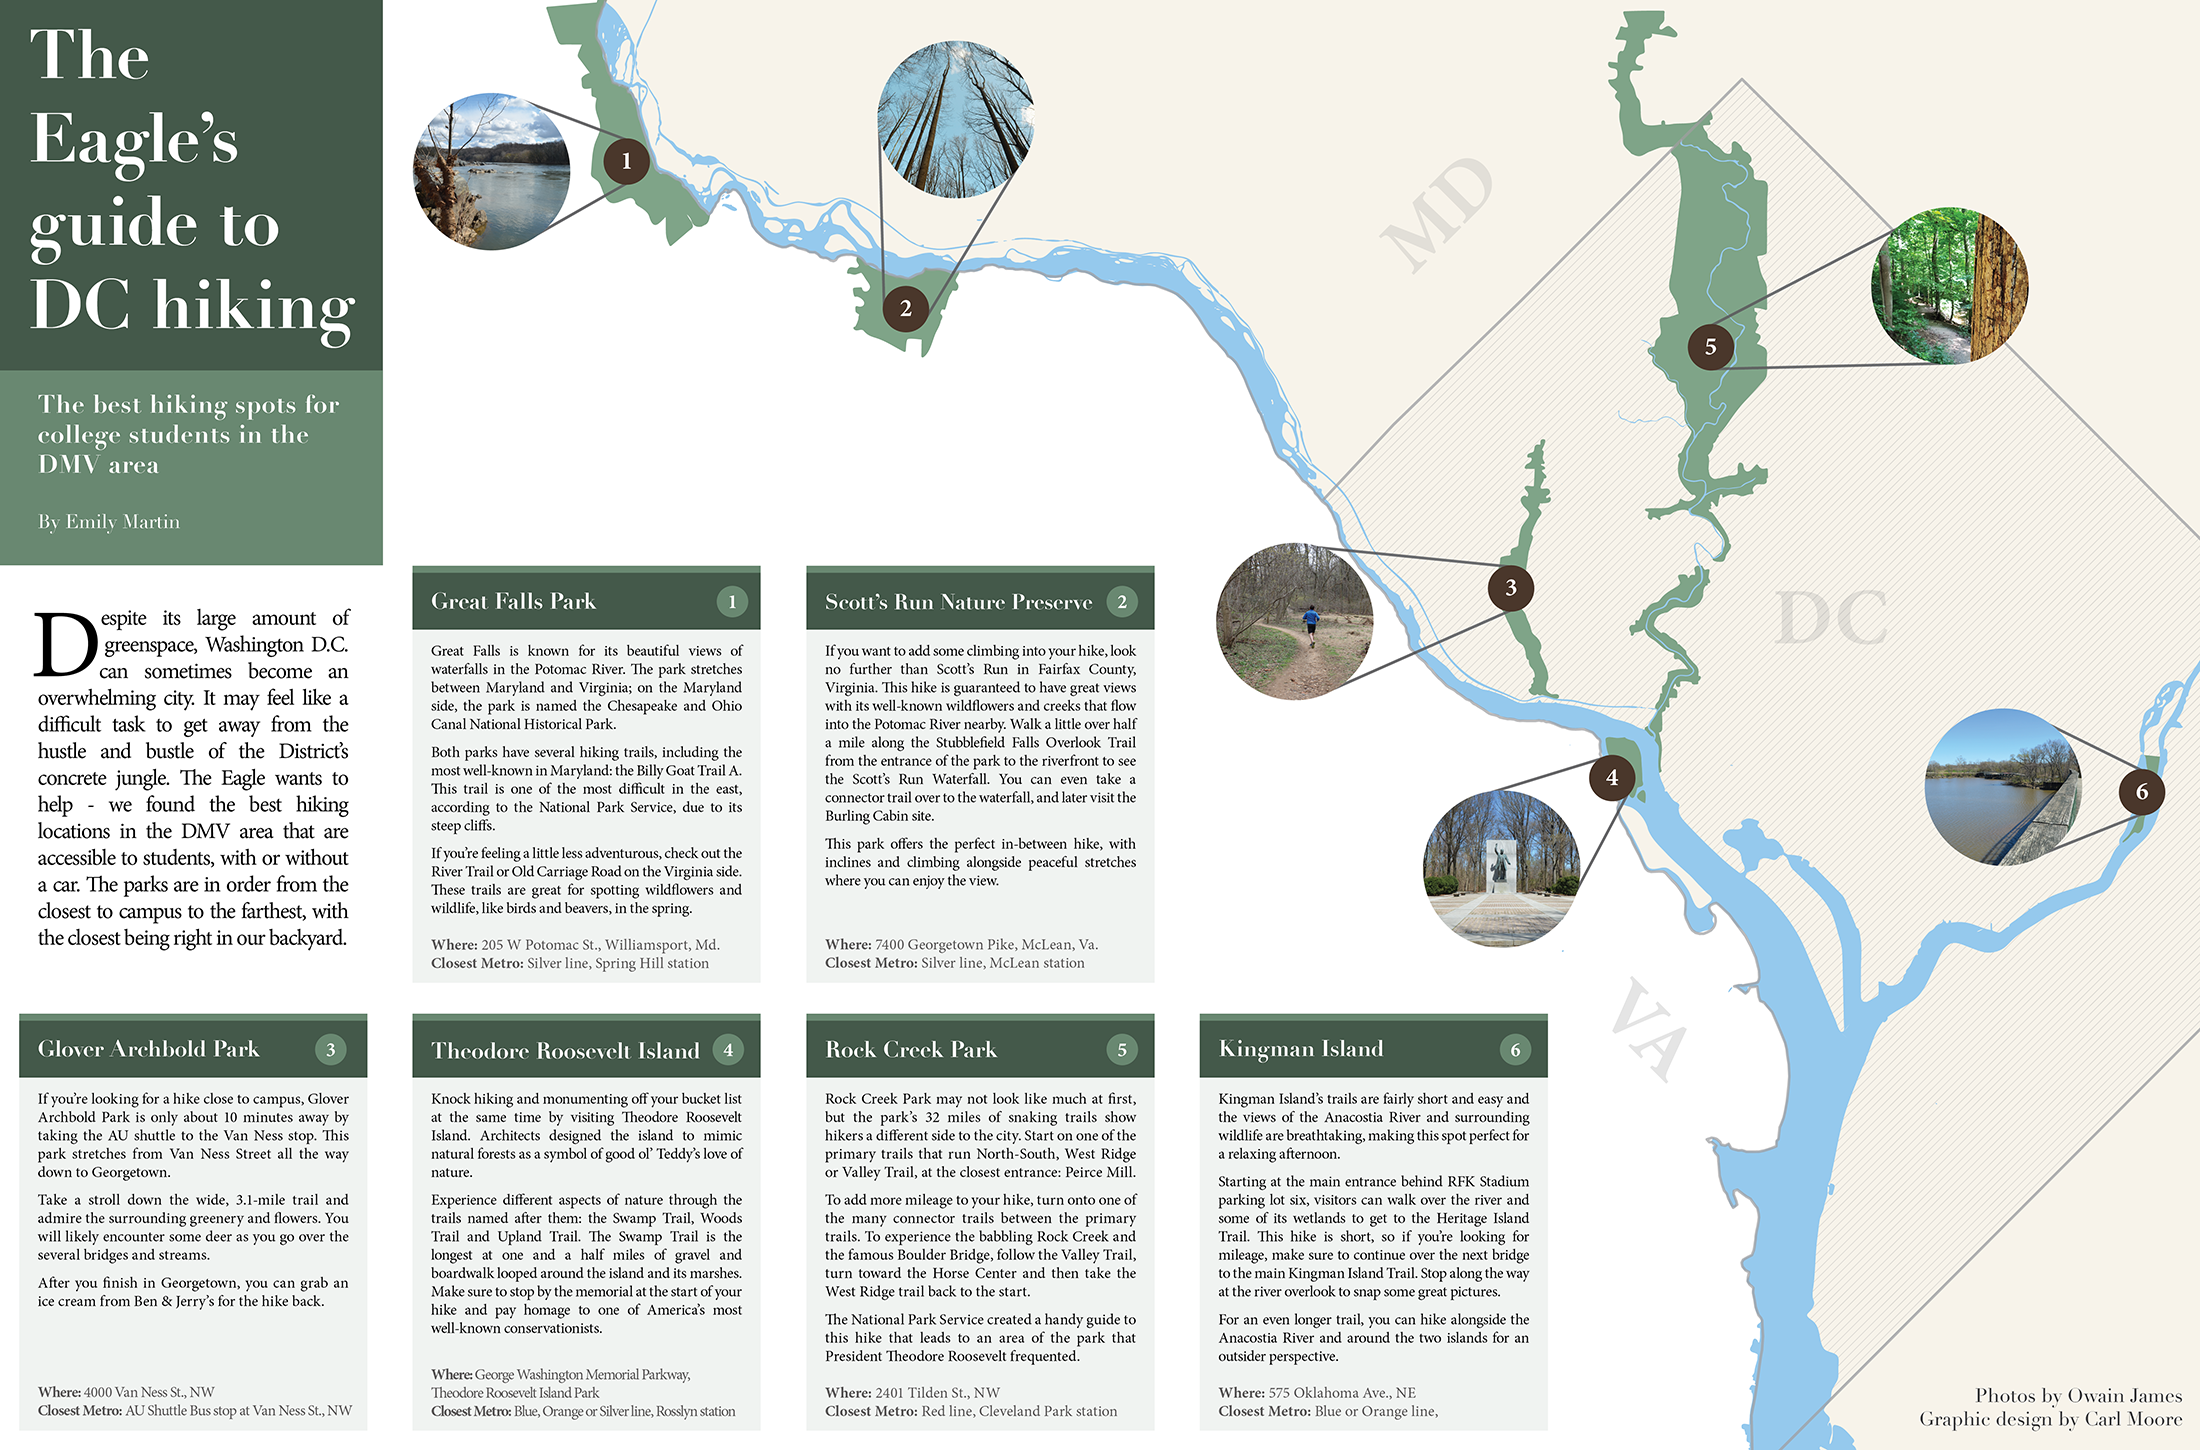 The
Eagle's
guide to
DC hiking
The best hiking spots for
college students in the
DMV area
By Emily Martin
Despite its large amount of
greenspace, Washington D.C.
can sometimes become an
overwhelming city. It may feel like a
difficult task to get away from the
hustle and bustle of the District's
concrete jungle. The Eagle wants to
help - we found the best hiking
locations in the DMV area that are
accessible to students, with or without
a car. The parks are in order from the
closest to campus to the farthest, with
the closest being right in our backyard.
1
2
3
4
5
6
MD
DC
VA
Great Falls Park 1
Great Falls is known for its beautiful views of
waterfalls in the Potomac River. The park stretches
between Maryland and Virginia; on the Maryland
side, the park is named the Chesapeake and Ohio
Canal National Historical Park.
Both parks have several hiking trails, including the
most well-known in Maryland: the Billy Goat Trail A.
This trail is one of the most difficult in the east,
according to the National Park Service, due to its
steep cliffs.
If you're feeling a little less adventurous, check out the
River Trail or Old Carriage Road on the Virginia side.
These trails are great for spotting wildflowers and
wildlife, like birds and beavers, in the spring.
Where: 205 W Potomac St., Williamsport, Md.
Closest Metro: Silver line, Spring Hill station
Scott's Run Nature Preserve 2
If you want to add some climbing into your hike, look
no further than Scott's Run in Fairfax County,
Virginia. This hike is guaranteed to have great views
with its well-known wildflowers and creeks that flow
into the Potomac River nearby. Walk a little over half
a mile along the Stubblefield Falls Overlook Trail
from the entrance of the park to the riverfront to see
the Scott's Run Waterfall. You can even take a
connector trail over to the waterfall, and later visit the
Burling Cabin site.
This park offers the perfect in-between hike, with
inclines and climbing alongside peaceful stretches
where you can enjoy the view.
Where: 7400 Georgetown Pike, McLean, Va.
Closest Metro: Silver line, McLean station
Glover Archbold Park 3
If you're looking for a hike close to campus, Glover
Archbold Park is only about 10 minutes away by
taking the AU shuttle to the Van Ness stop. This
park stretches from Van Ness Street all the way
down to Georgetown.
Take a stroll down the wide, 3.1-mile trail and
admire the surrounding greenery and flowers. You
will likely encounter some deer as you go over the
several bridges and streams.
After you finish in Georgetown, you can grab an
ice cream from Ben & Jerry's for the hike back.
Where: 4000 Van Ness St., NW
Closest Metro: AU Shuttle Bus stop at Van Ness St., NW
Theodore Roosevelt Island 4
Knock hiking and monumenting off your bucket list
at the same time by visiting Theodore Roosevelt
Island. Architects designed the island to mimic
natural forests as a symbol of good ol' Teddy's love of
nature.
Experience different aspects of nature through the
trails named after them: the Swamp Trail, Woods
Trail and Upland Trail. The Swamp Trail is the
longest at one and a half miles of gravel and
boardwalk looped around the island and its marshes.
Make sure to stop by the memorial at the start of your
hike and pay homage to one of America's most
well-known conservationists.
Where: George Washington Memorial Parkway,
Theodore Roosevelt Island Park
Closest Metro: Blue, Orange or Silver line, Rosslyn station
Rock Creek Park 5
Rock Creek Park may not look like much at first,
but the park's 32 miles of snaking trails show
hikers a different side to the city. Start on one of the
primary trails that run North-South, West Ridge
or Valley Trail, at the closest entrance: Peirce Mill.
To add more mileage to your hike, turn onto one of
the many connector trails between the primary
trails. To experience the babbling Rock Creek and
the famous Boulder Bridge, follow the Valley Trail,
turn toward the Horse Center and then take the
West Ridge trail back to the start.
The National Park Service created a handy guide to
this hike that leads to an area of the park that
President Theodore Roosevelt frequented.
Where: 2401 Tilden St., NW
Closest Metro: Red line, Cleveland Park station
Kingman Island 6
Kingman Island's trails are fairly short and easy and
the views of the Anacostia River and surrounding
wildlife are breathtaking, making this spot perfect for
a relaxing afternoon.
Starting at the main entrance behind RFK Stadium
parking lot six, visitors can walk over the river and
some of its wetlands to get to the Heritage Island
Trail. This hike is short, so if you're looking for
mileage, make sure to continue over the next bridge
to the main Kingman Island Trail. Stop along the way
at the river overlook to snap some great pictures.
For an even longer trail, you can hike alongside the
Anacostia River and around the two islands for an
outsider perspective.
Where: 575 Oklahoma Ave., NE
Closest Metro: Blue or Orange line,
Photos by Owain James
Graphic design by Carl Moore